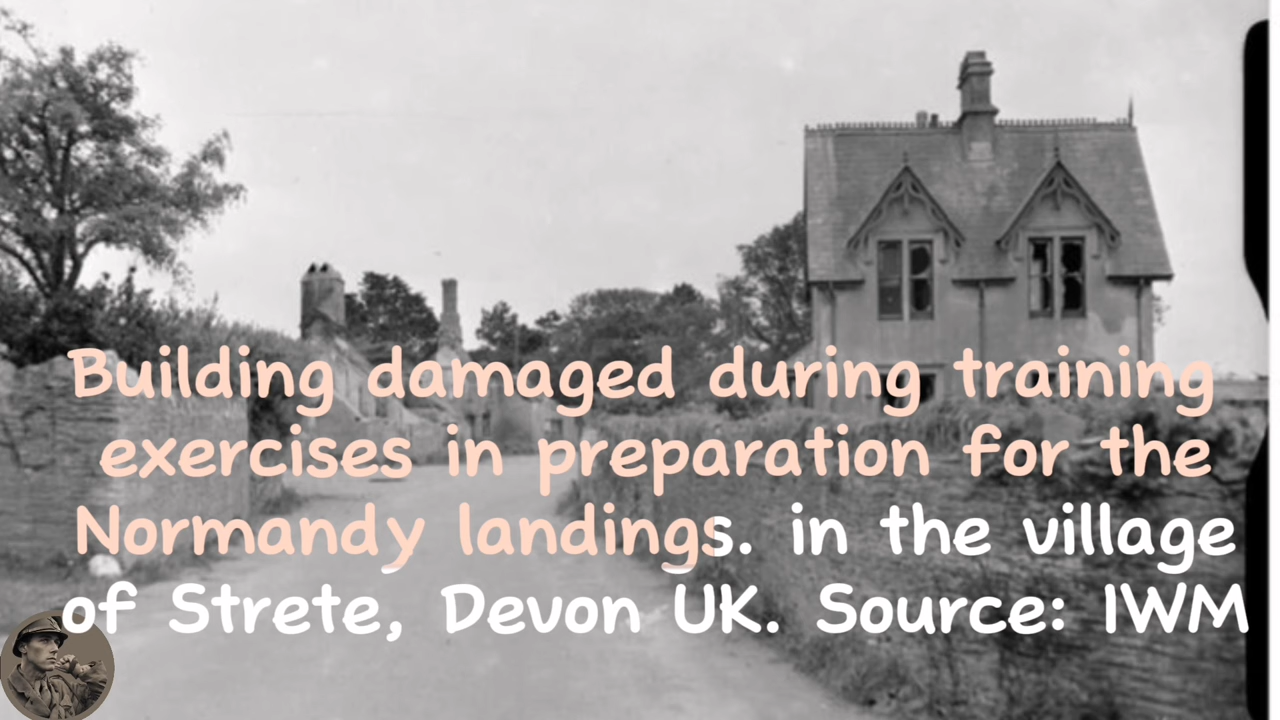 Building damaged during training
exercises in preparation for the
Normandy landings. in the village
of Strete, Devon UK. Source: IWM